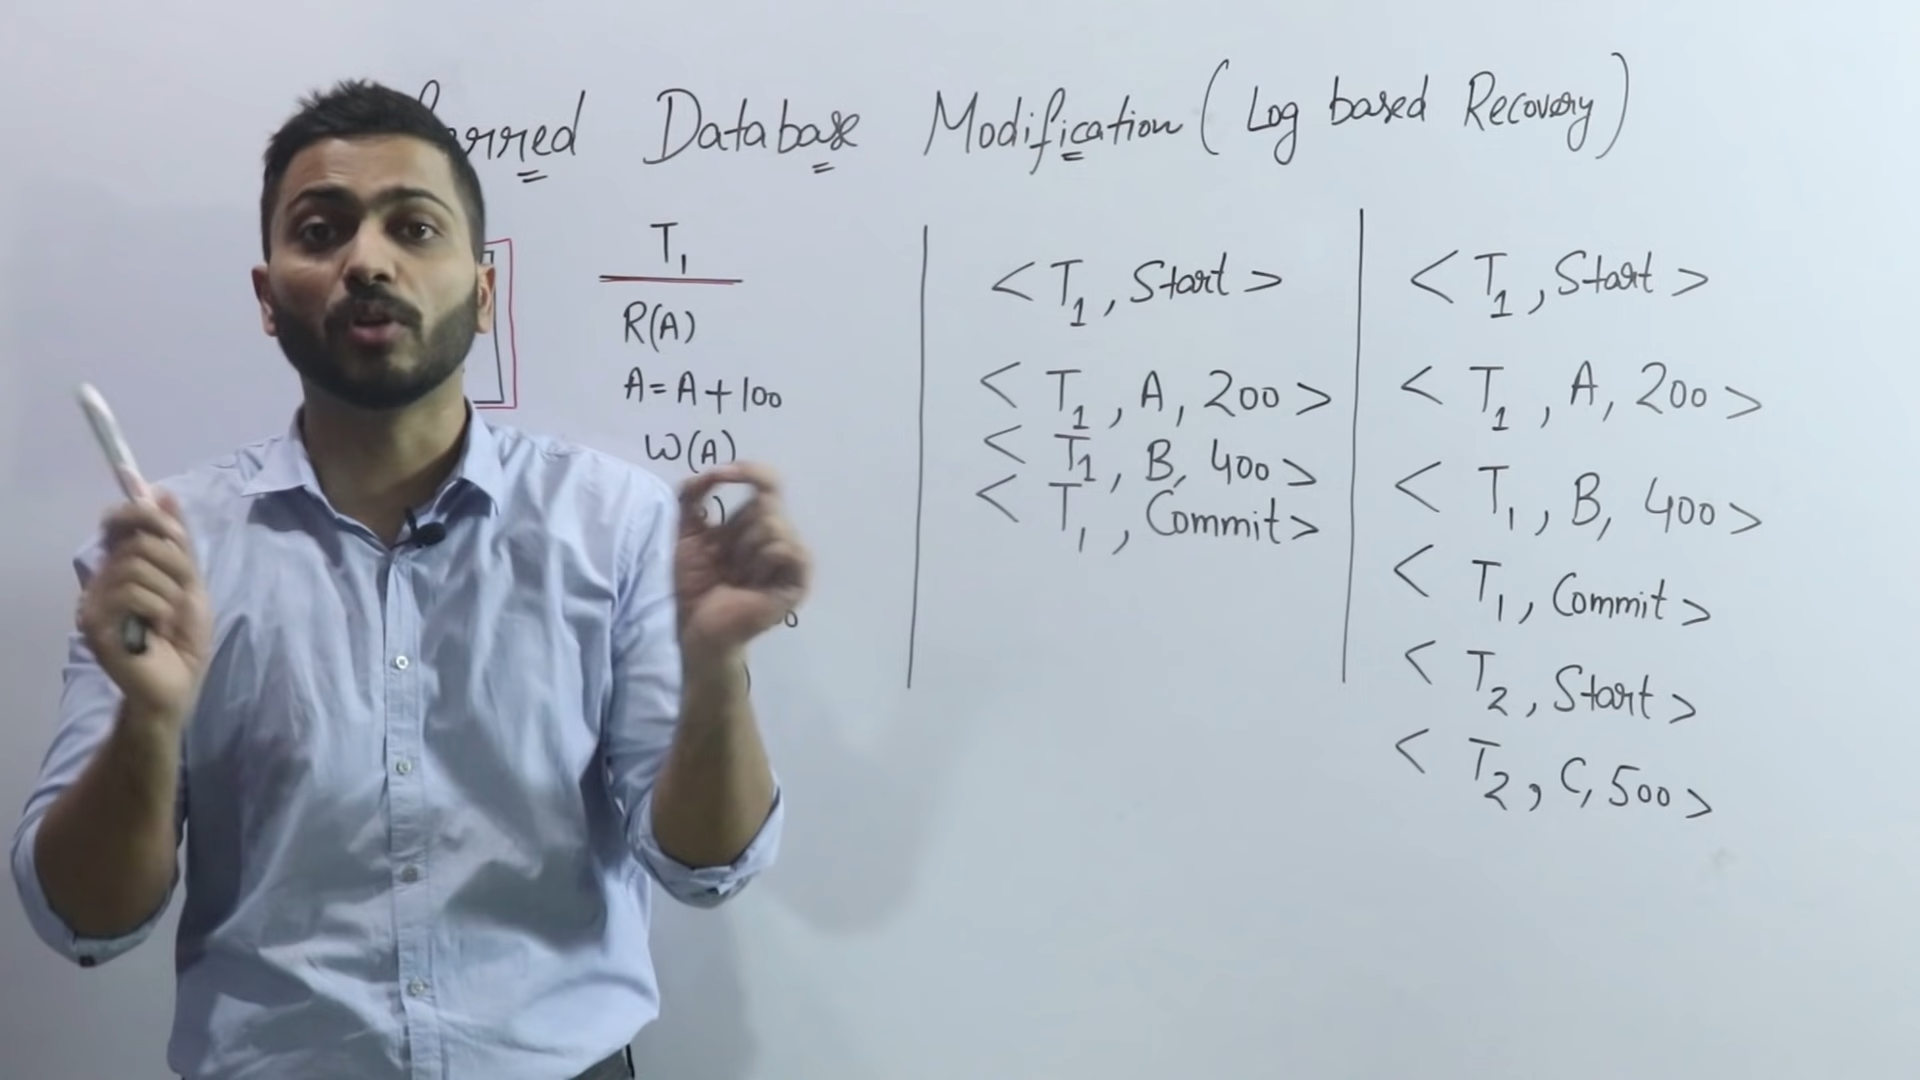 Database Modification (Log based Recovery)
T1
R(A)
A=A+100
W(A)
<T1, Start>
<T1, A, 200>
<T1, B, 400>
<T1, Commit>
<T1, Start>
<T1, A, 200>
<T1, B, 400>
<T1, Commit>
<T2, Start>
<T2, C, 500>